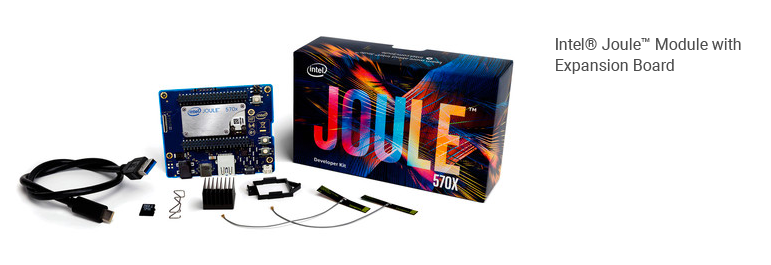 Intel® Joule™ Module with
Expansion Board
intel
JOULE™
Developer Kit
570X
intel JOULE 570x